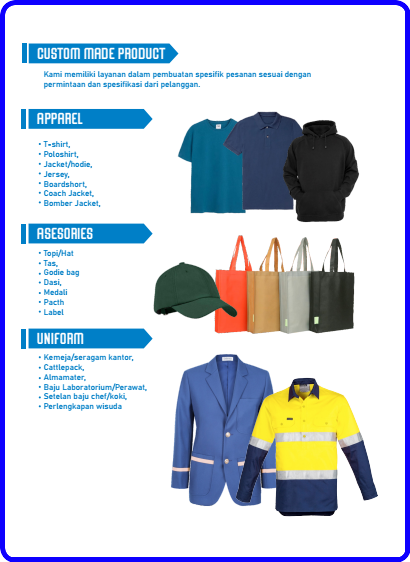 CUSTOM MADE PRODUCT
Kami memiliki layanan dalam pembuatan spesifik pesanan sesuai dengan
permintaan dan spesifikasi dari pelanggan.
APPAREL
• T-shirt,
• Poloshirt,
• Jacket/hodie,
• Jersey,
• Boardshort,
• Coach Jacket,
• Bomber Jacket,
ASESORIES
• Topi/Hat
• Tas,
• Godie bag
• Dasi,
• Medali
• Pacth
• Label
UNIFORM
• Kemeja/seragam kantor,
• Cattlepack,
• Almamater,
• Baju Laboratorium/Perawat,
• Setelan baju chef/koki,
• Perlengkapan wisuda